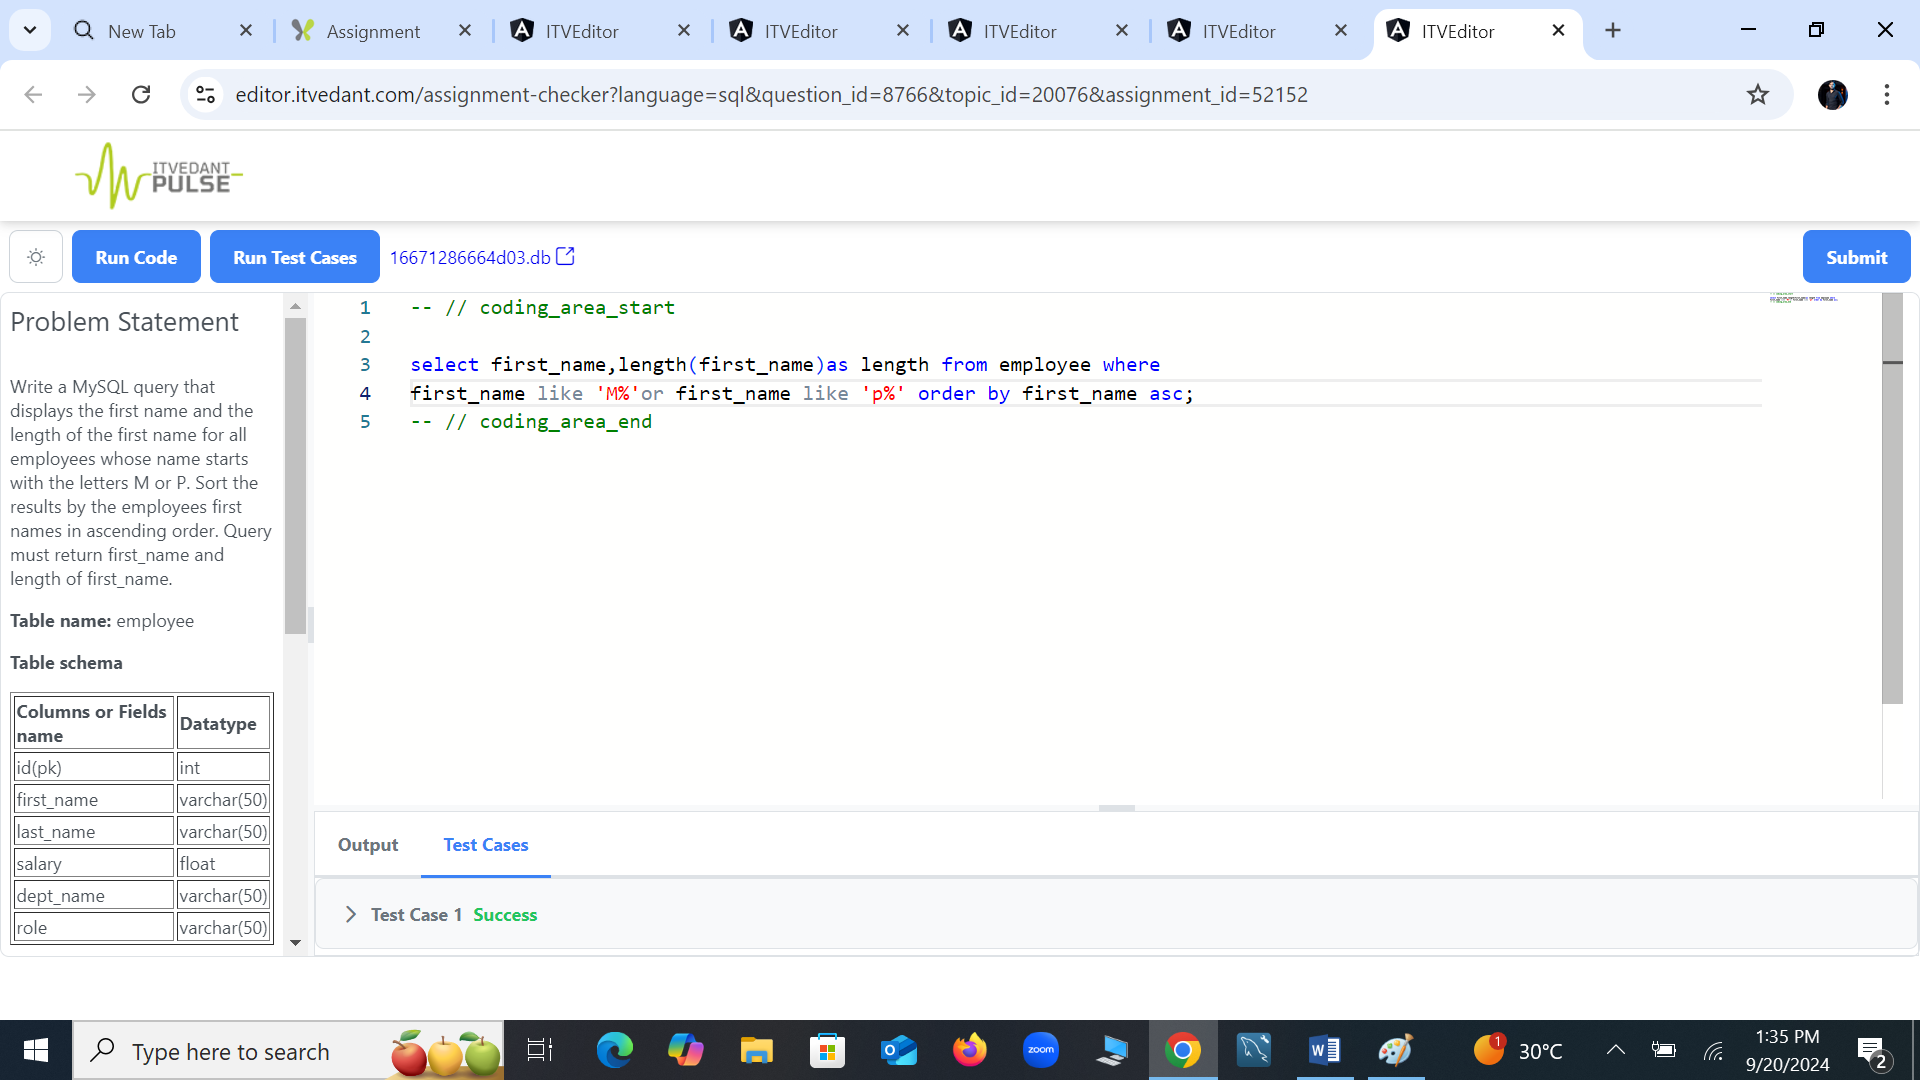 New Tab
Assignment
ITVEditor
ITVEditor
ITVEditor
ITVEditor
ITVEditor
editor.itvedant.com/assignment-checker?language=sql&question_id=8766&topic_id=20076&assignment_id=52152
ITVEDANT
PULSE
Run Code
Run Test Cases
16671286664d03.db
Submit
Problem Statement
Write a MySQL query that
displays the first name and the
length of the first name for all
employees whose name starts
with the letters M or P. Sort the
results by the employees first
names in ascending order. Query
must return first_name and
length of first_name.
Table name: employee
Table schema
Columns or Fields name Datatype
id(pk) int
first_name varchar(50)
last_name varchar(50)
salary float
dept_name varchar(50)
role varchar(50)
1 -- // coding_area_start
2
3 select first_name,length(first_name)as length from employee where
4 first_name like 'M%'or first_name like 'p%' order by first_name asc;
5 -- // coding_area_end
Output
Test Cases
Test Case 1 Success
Type here to search
zoom
1
30°C
1:35 PM
9/20/2024
2